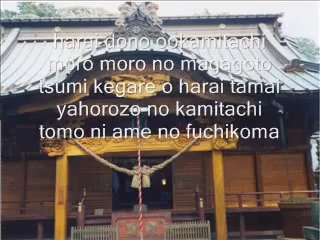 harai dono ookamitachi
moro moro no magagoto
tsumi kegare o harai tamai
yahorozo no kamitachi
tomo ni ame no fuchikoma